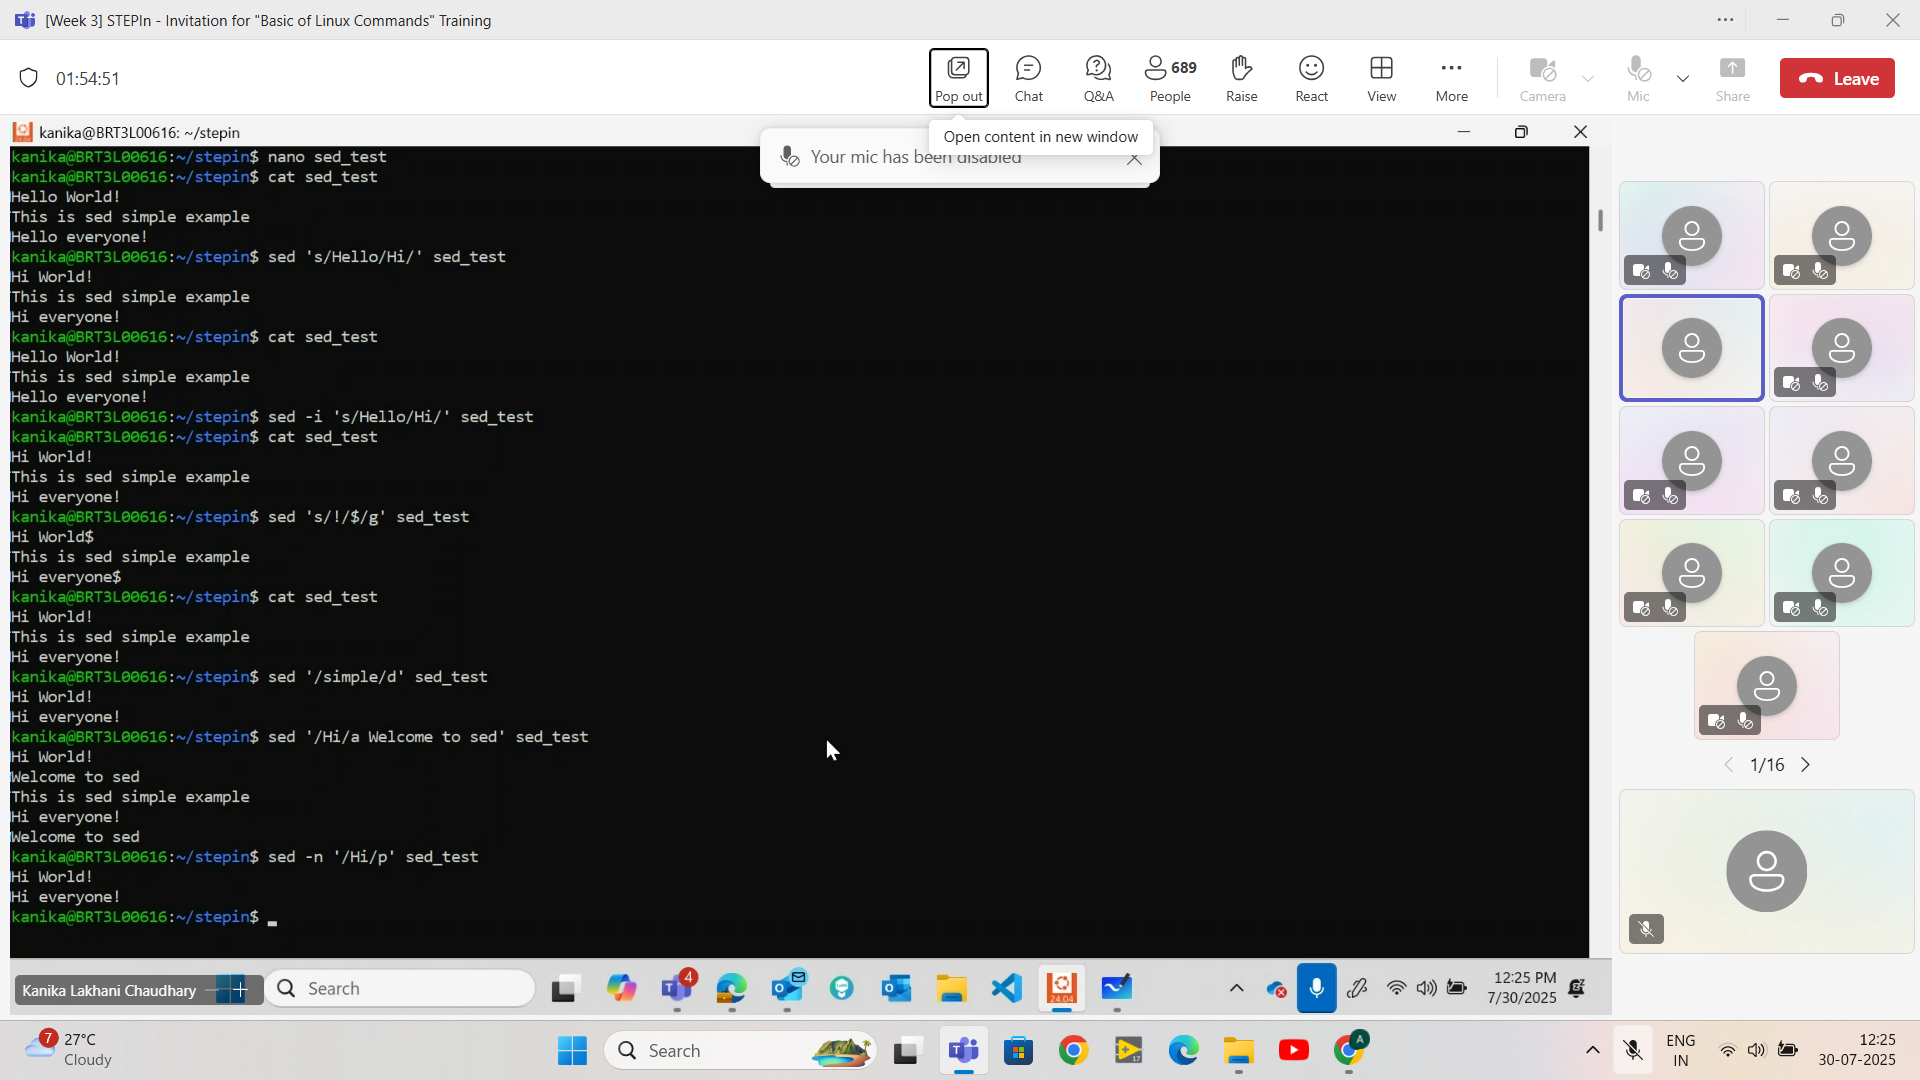 [Week 3] STEPIn - Invitation for "Basic of Linux Commands" Training
01:54:51
Pop out
Chat
Q&A
689
People
Raise
React
View
More
Camera
Mic
Share
Leave
Open content in new window
Your mic has been disabled
kanika@BRT3L00616: ~/stepin
kanika@BRT3L00616:~/stepin$ nano sed_test
kanika@BRT3L00616:~/stepin$ cat sed_test
Hello World!
This is sed simple example
Hello everyone!
kanika@BRT3L00616:~/stepin$ sed 's/Hello/Hi/' sed_test
Hi World!
This is sed simple example
Hi everyone!
kanika@BRT3L00616:~/stepin$ cat sed_test
Hello World!
This is sed simple example
Hello everyone!
kanika@BRT3L00616:~/stepin$ sed -i 's/Hello/Hi/' sed_test
kanika@BRT3L00616:~/stepin$ cat sed_test
Hi World!
This is sed simple example
Hi everyone!
kanika@BRT3L00616:~/stepin$ sed 's/!/$/g' sed_test
Hi World$
This is sed simple example
Hi everyone$
kanika@BRT3L00616:~/stepin$ cat sed_test
Hi World!
This is sed simple example
Hi everyone!
kanika@BRT3L00616:~/stepin$ sed '/simple/d' sed_test
Hi World!
Hi everyone!
kanika@BRT3L00616:~/stepin$ sed '/Hi/a Welcome to sed' sed_test
Hi World!
Welcome to sed
This is sed simple example
Hi everyone!
Welcome to sed
kanika@BRT3L00616:~/stepin$ sed -n '/Hi/p' sed_test
Hi World!
Hi everyone!
kanika@BRT3L00616:~/stepin$ _
1/16
Kanika Lakhani Chaudhary
Search
4
24.04
12:25 PM
7/30/2025
7
27°C
Cloudy
Search
17
A
ENG
IN
12:25
30-07-2025